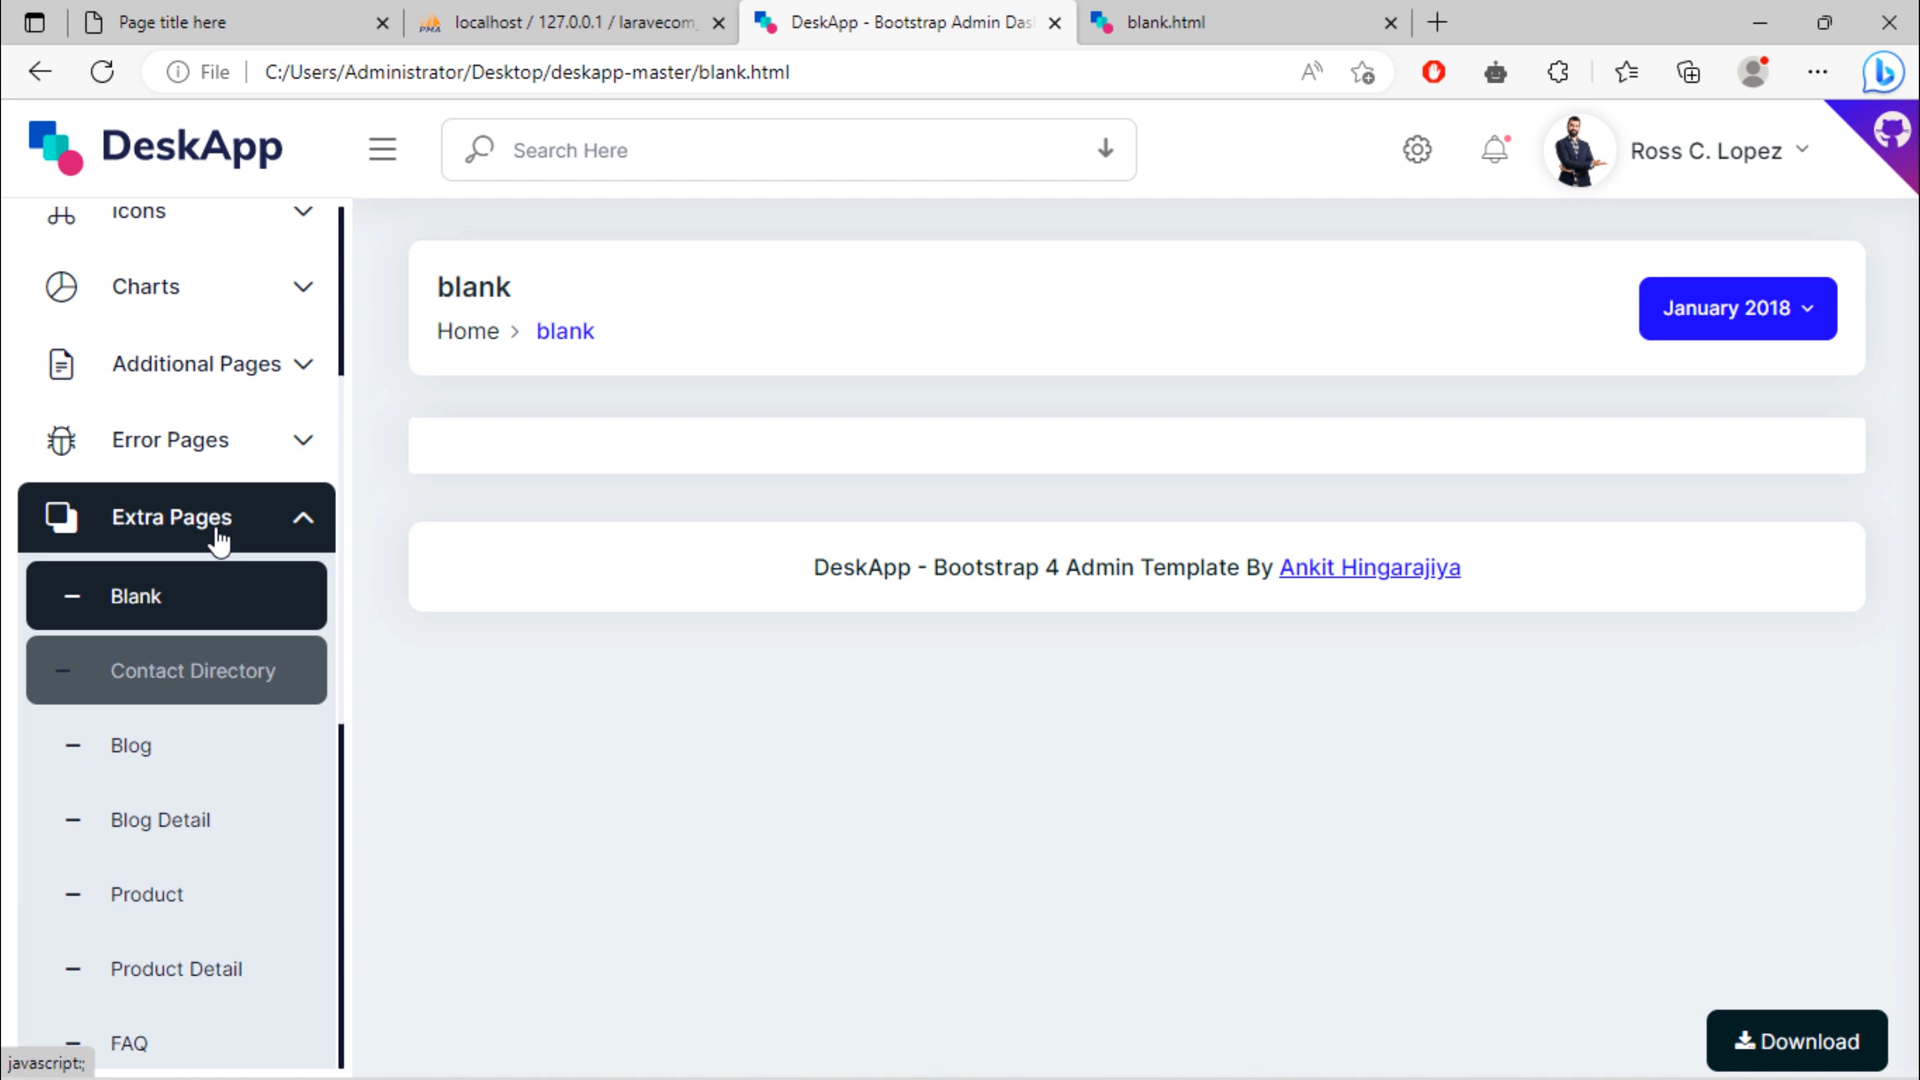 Page title here
localhost / 127.0.0.1 / laravecom_
DeskApp - Bootstrap Admin Das
blank.html
File
C:/Users/Administrator/Desktop/deskapp-master/blank.html
DeskApp
Search Here
Ross C. Lopez
Icons
Charts
Additional Pages
Error Pages
Extra Pages
Blank
Contact Directory
Blog
Blog Detail
Product
Product Detail
FAQ
javascript:;
blank
Home > blank
January 2018
DeskApp - Bootstrap 4 Admin Template By Ankit Hingarajiya
Download